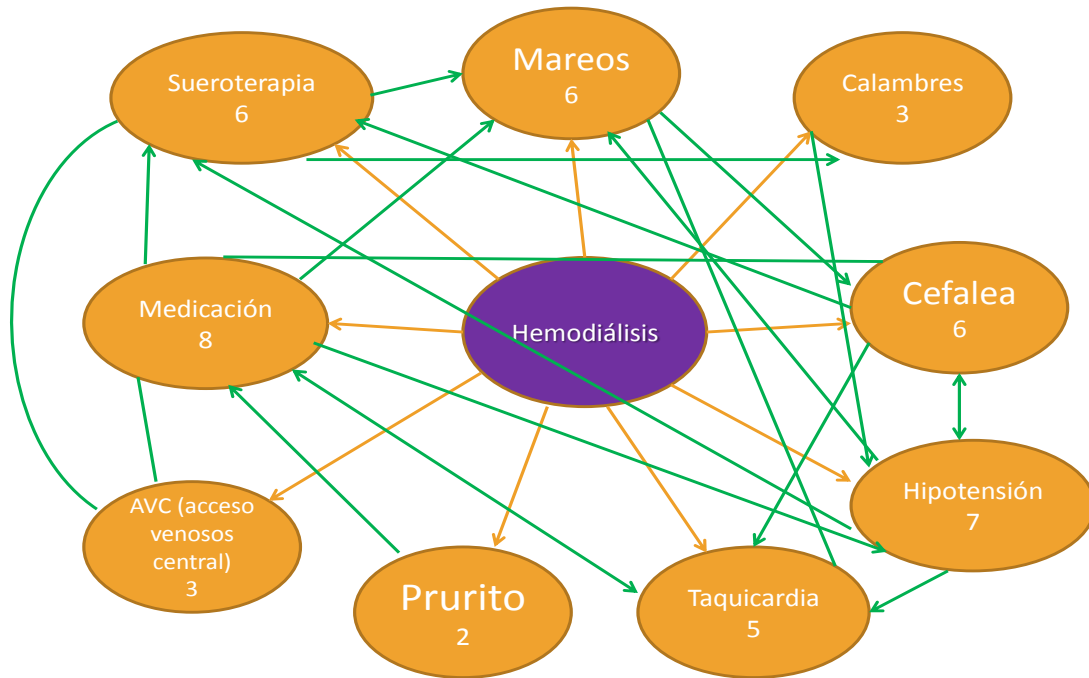 Sueroterapia
6
Mareos
6
Calambres
3
Medicación
8
Hemodiálisis
Cefalea
6
AVC (acceso
venosos
central)
3
Prurito
2
Taquicardia
5
Hipotensión
7